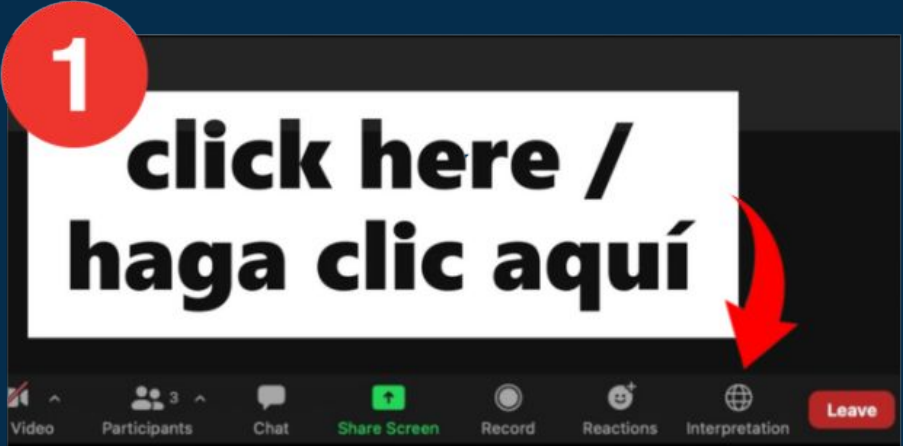 1
click here /
haga clic aquí
3
Video Participants Chat Share Screen Record Reactions Interpretation Leave